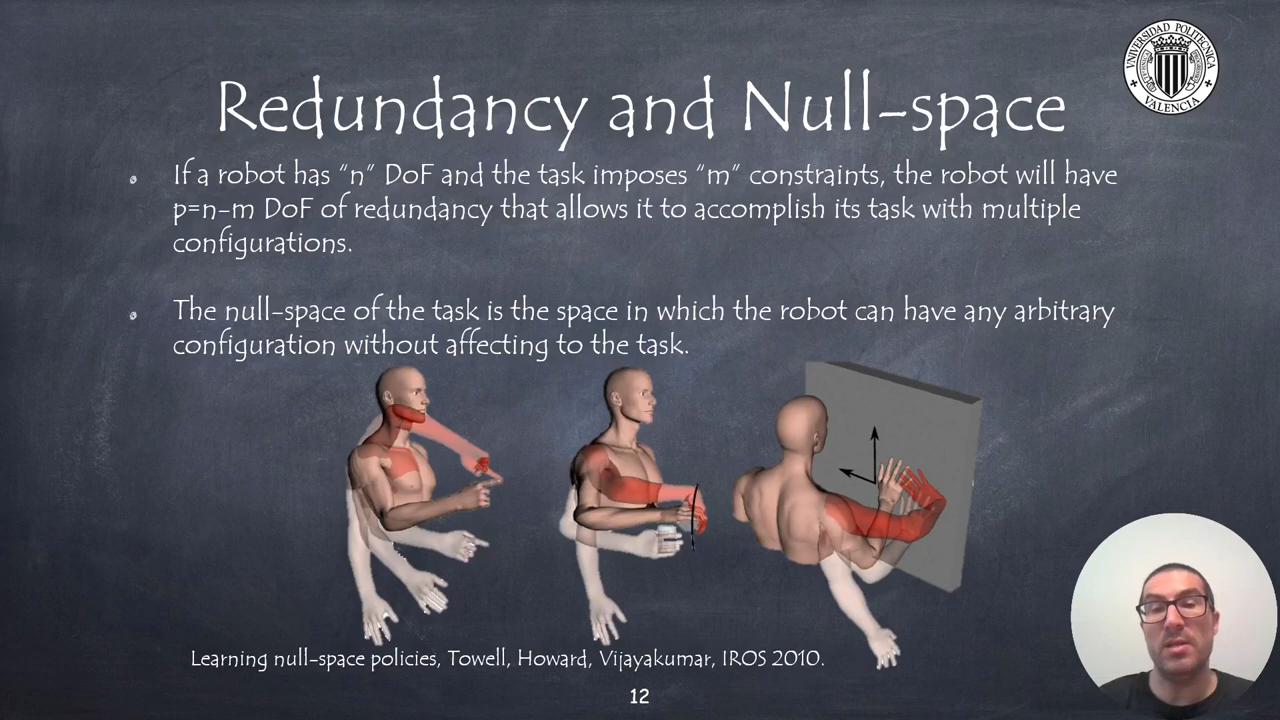 UNIVERSIDAD POLITECNICA
VALENCIA
Redundancy and Null-space
If a robot has “n” DoF and the task imposes “m” constraints, the robot will have
p=n-m DoF of redundancy that allows it to accomplish its task with multiple
configurations.
The null-space of the task is the space in which the robot can have any arbitrary
configuration without affecting to the task.
Learning null-space policies, Towell, Howard, Vijayakumar, IROS 2010.
12